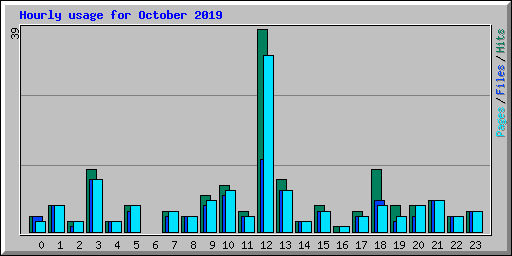 Hourly usage for October 2019
39
Pages/Files/Hits
0 1 2 3 4 5 6 7 8 9 10 11 12 13 14 15 16 17 18 19 20 21 22 23